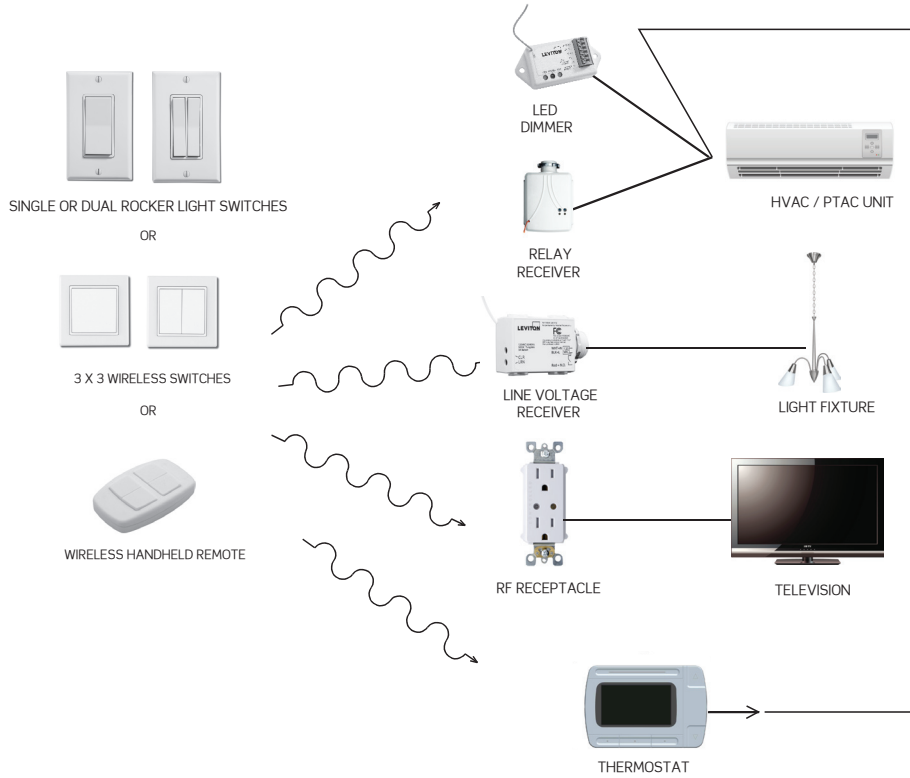 LEVITON
LED
DIMMER
SINGLE OR DUAL ROCKER LIGHT SWITCHES
OR
HVAC / PTAC UNIT
RELAY
RECEIVER
LEVITON
FC
3 X 3 WIRELESS SWITCHES
OR
LINE VOLTAGE
RECEIVER
LIGHT FIXTURE
WIRELESS HANDHELD REMOTE
RF RECEPTACLE
TELEVISION
THERMOSTAT